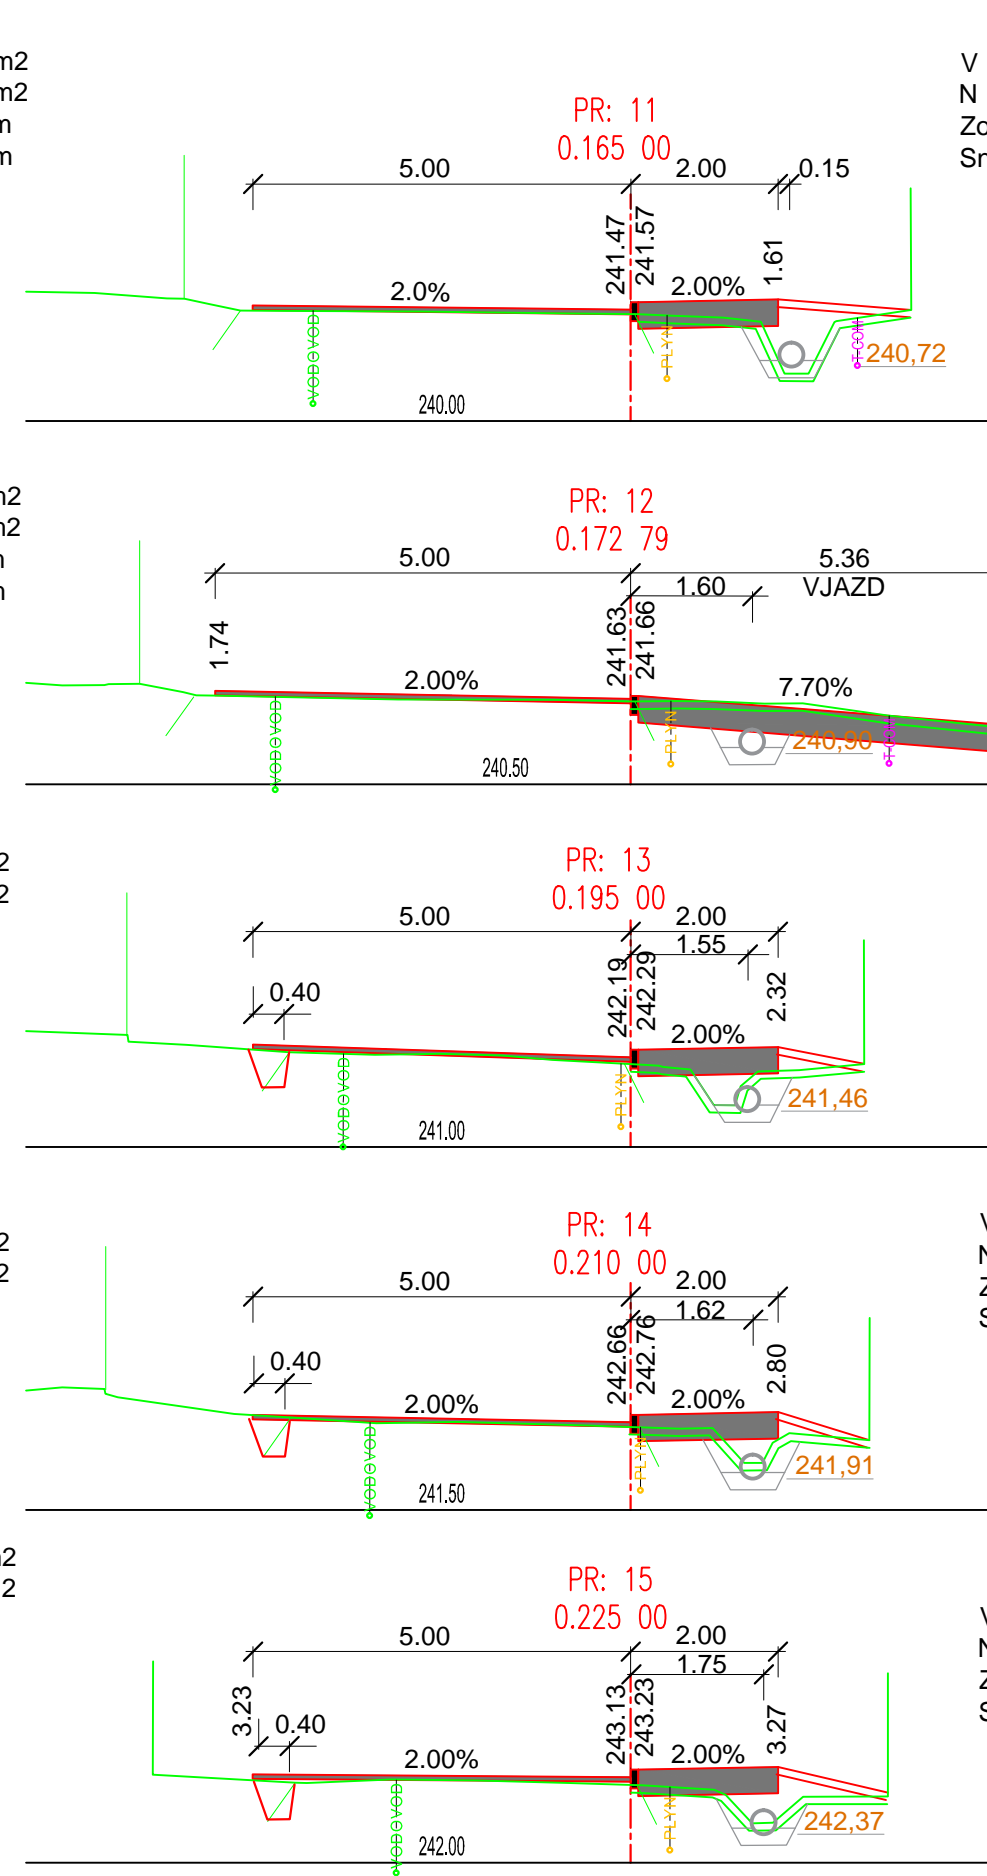 m2
m2
m
m
V
N
Zo
Sn
PR: 11
0.165 00
5.00
2.00
0.15
241.47
241.57
1.61
2.0%
2.00%
VODOVOD
PLYN
T-COM
240,72
240.00
m2
m2
m
m
PR: 12
0.172 79
5.00
5.36
1.60
VJAZD
1.74
241.63
241.66
2.00%
7.70%
VODOVOD
PLYN
240,90
T-COM
240.50
2
2
PR: 13
0.195 00
5.00
2.00
1.55
0.40
242.19
242.29
2.32
2.00%
VODOVOD
PLYN
241,46
241.00
2
2
V
N
Z
S
PR: 14
0.210 00
5.00
2.00
1.62
0.40
242.66
242.76
2.80
2.00%
2.00%
VODOVOD
PLYN
241,91
241.50
m2
2
V
N
Z
S
PR: 15
0.225 00
5.00
2.00
1.75
3.23
0.40
243.13
243.23
3.27
2.00%
2.00%
VODOVOD
PLYN
242,37
242.00